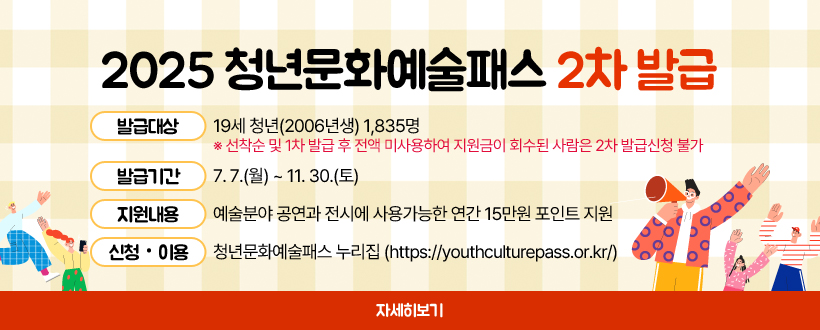 2025 청년문화예술패스 2차 발급
발급대상 19세 청년(2006년생) 1,835명
※ 선착순 및 1차 발급 후 전액 미사용하여 지원금이 회수된 사람은 2차 발급신청 불가
발급기간 7. 7.(월) ~ 11. 30.(토)
지원내용 예술분야 공연과 전시에 사용가능한 연간 15만원 포인트 지원
신청・이용 청년문화예술패스 누리집 (https://youthculturepass.or.kr/)
자세히보기